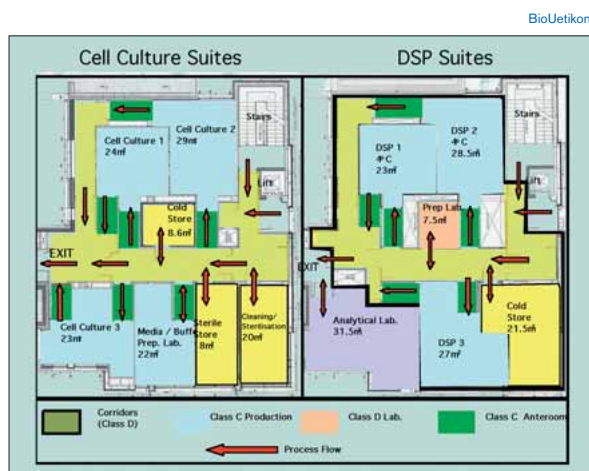 BioUetikon
Cell Culture Suites
DSP Suites
Stairs
Cell Culture 1
24㎡
Cell Culture 2
29㎡
Lift
Cold
Store
8.6㎡
EXIT
Cell Culture 3
23㎡
Media / Buff
Prep. Lab.
22㎡
Sterile
Store
8㎡
Cleaning/
Sterilisation
20㎡
Stairs
DSP 1
4°C
23㎡
DSP 2
4°C
28.5㎡
Lift
Prep Lab.
7.5㎡
EXIT
Analytical Lab.
31.5㎡
DSP 3
27㎡
Cold
Store
21.5㎡
Corridors
(Class D)
Class C Production
Class D Lab.
Class C Anteroom
Process Flow